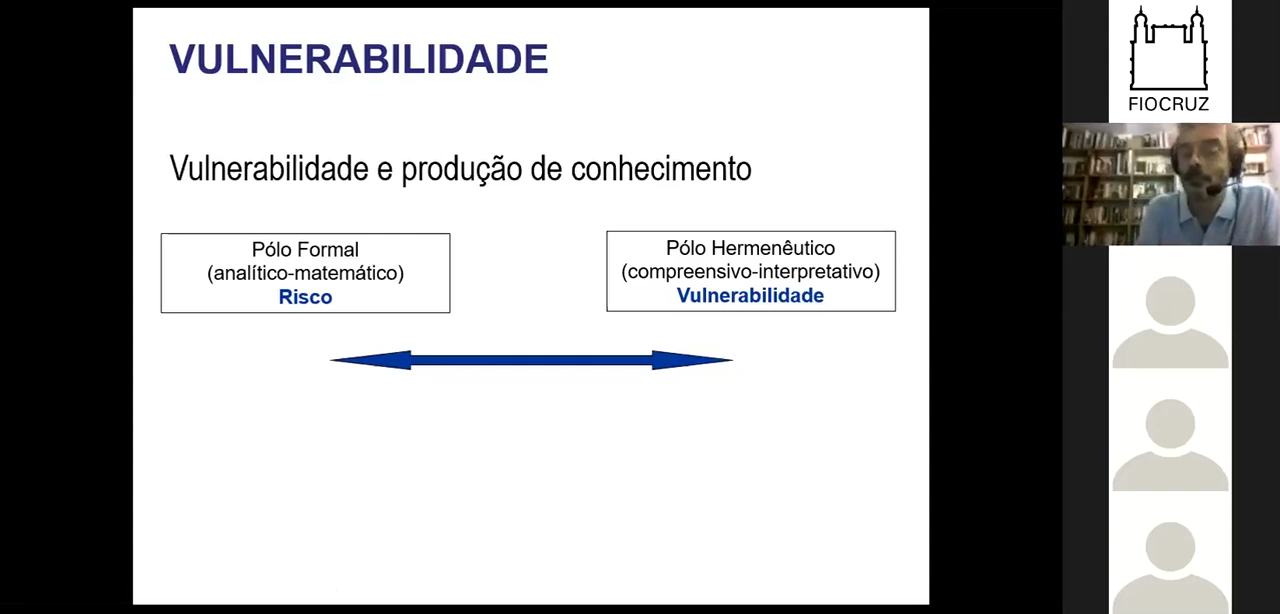 VULNERABILIDADE
Vulnerabilidade e produção de conhecimento
Pólo Formal
(analítico-matemático)
Risco
Pólo Hermenêutico
(compreensivo-interpretativo)
Vulnerabilidade
FIOCRUZ